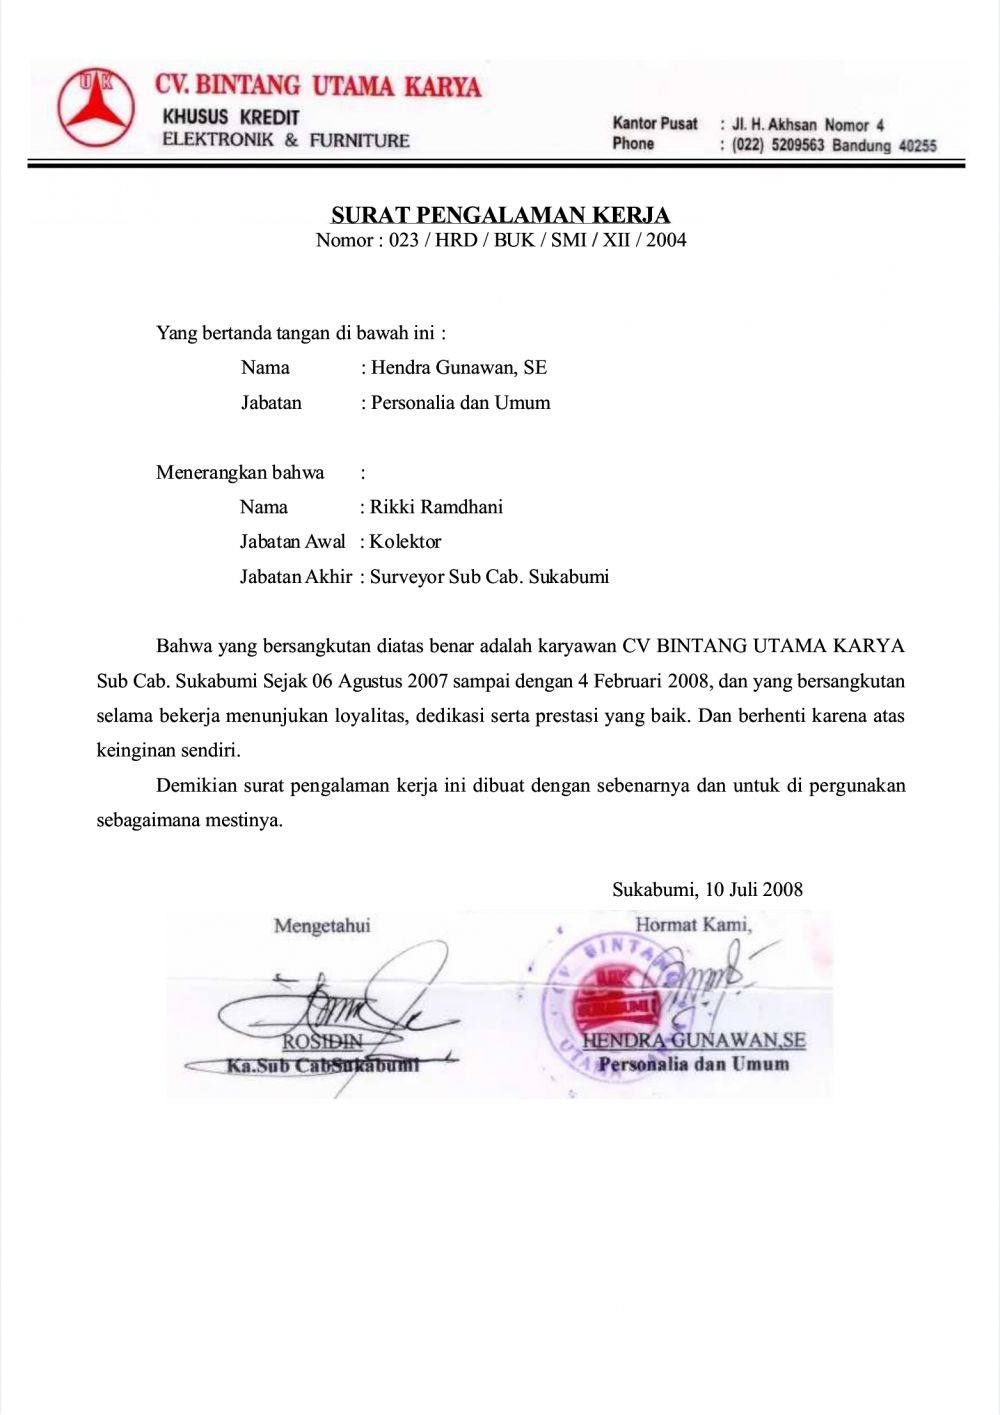 UK
CV. BINTANG UTAMA KARYA
KHUSUS KREDIT
ELEKTRONIK & FURNITURE
Kantor Pusat : Jl. H. Akhsan Nomor 4
Phone : (022) 5209563 Bandung 40255
SURAT PENGALAMAN KERJA
Nomor : 023 / HRD / BUK / SMI / XII / 2004
Yang bertanda tangan di bawah ini :
Nama : Hendra Gunawan, SE
Jabatan : Personalia dan Umum
Menerangkan bahwa :
Nama : Rikki Ramdhani
Jabatan Awal : Kolektor
Jabatan Akhir : Surveyor Sub Cab. Sukabumi
Bahwa yang bersangkutan diatas benar adalah karyawan CV BINTANG UTAMA KARYA
Sub Cab. Sukabumi Sejak 06 Agustus 2007 sampai dengan 4 Februari 2008, dan yang bersangkutan
selama bekerja menunjukan loyalitas, dedikasi serta prestasi yang baik. Dan berhenti karena atas
keinginan sendiri.
Demikian surat pengalaman kerja ini dibuat dengan sebenarnya dan untuk di pergunakan
sebagaimana mestinya.
Sukabumi, 10 Juli 2008
Mengetahui
Hormat Kami,
CV. BINTANG
UTAMA
SUKABUMI
ROSIDIN
HENDRA GUNAWAN,SE
Ka.Sub CabSukabumi
Personalia dan Umum